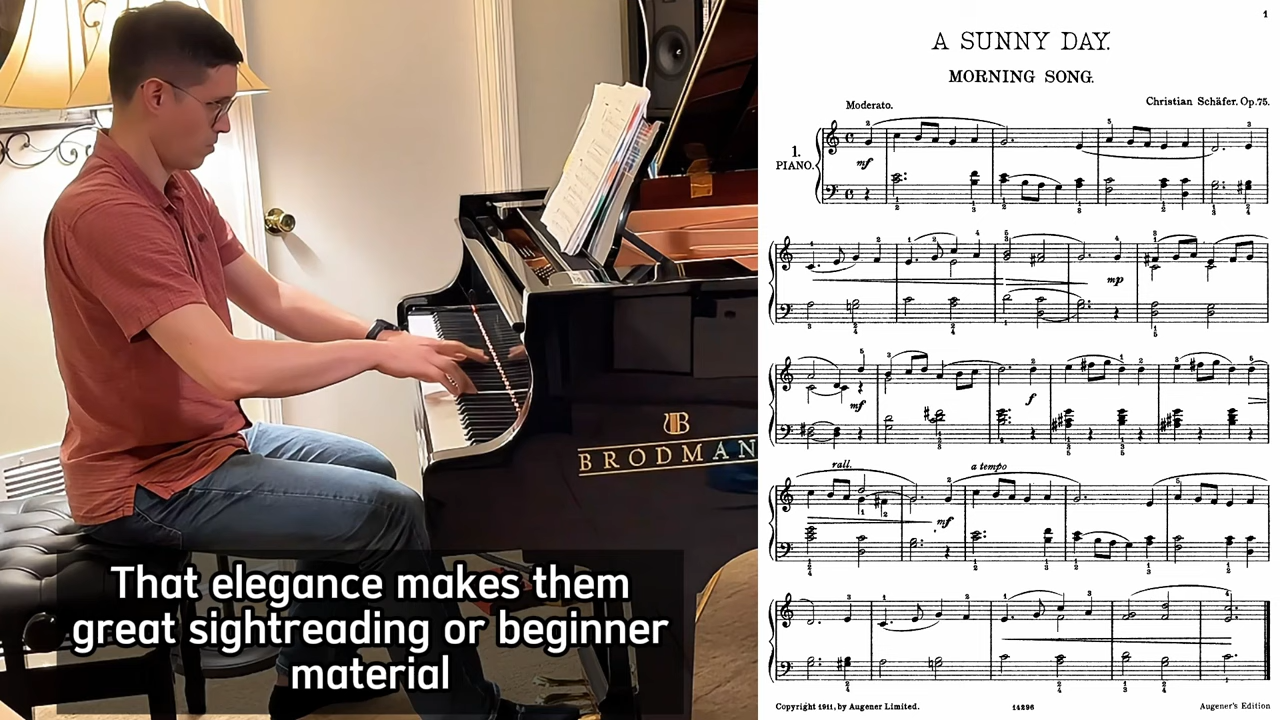 1
A SUNNY DAY.
MORNING SONG.
Moderato.
Christian Schäfer. Op.75.
1.
PIANO.
mf
mp
mf
f
rall.
a tempo
mf
BRODMAN
That elegance makes them
great sightreading or beginner
material
Copyright 1911, by Augener Limited.
14296
Augener's Edition